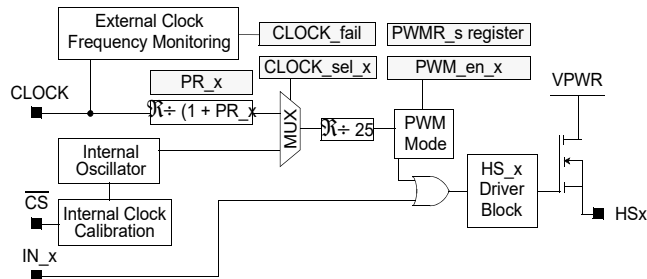 External Clock
Frequency Monitoring
CLOCK_fail
PWMR_s register
CLOCK_sel_x
PWM_en_x
PR_x
VPWR
CLOCK
ℜ÷ (1 + PR_x
MUX
ℜ÷ 25
PWM
Mode
Internal
Oscillator
HS_x
Driver
Block
CS
Internal Clock
Calibration
HSx
IN_x